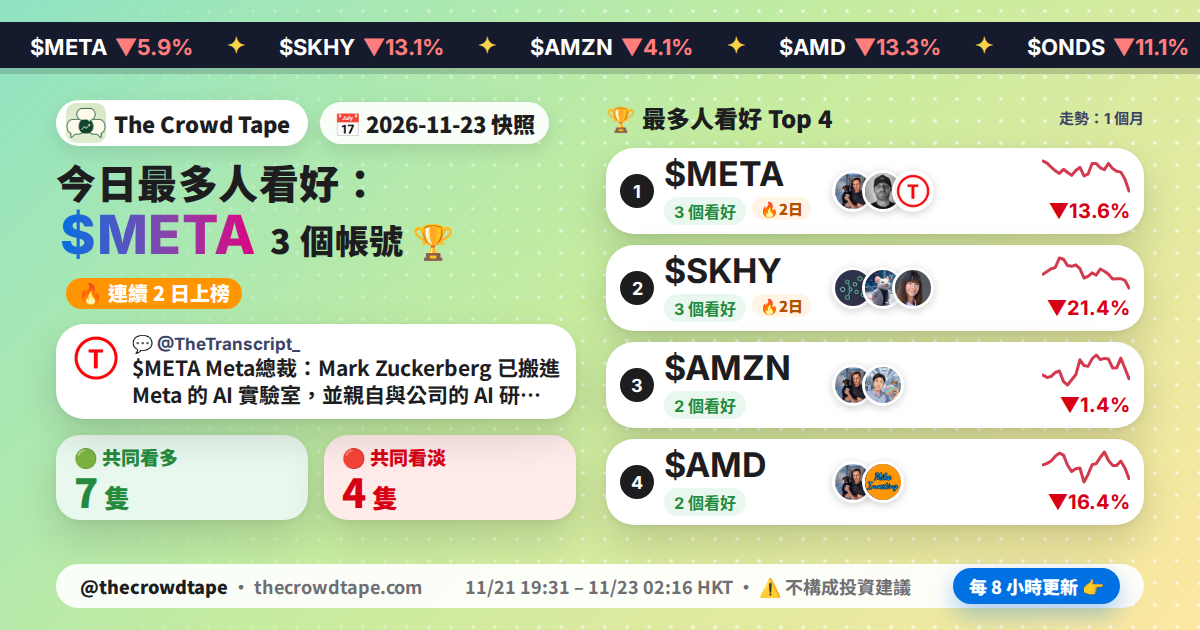 $META ▼5.9% ✦ $SKHY ▼13.1% ✦ $AMZN ▼4.1% ✦ $AMD ▼13.3% ✦ $ONDS ▼11.1%
The Crowd Tape
📅 2026-11-23 快照
今日最多人看好：
$META 3 個帳號 🏆
🔥 連續 2 日上榜
T
💬 @TheTranscript_
$META Meta總裁：Mark Zuckerberg 已搬進
Meta 的 AI 實驗室，並親自與公司的 AI 研…
🟢 共同看多
7 隻
🔴 共同看淡
4 隻
🏆 最多人看好 Top 4
走勢：1 個月
1
$META
3 個看好
🔥2日
T
▼13.6%
2
$SKHY
3 個看好
🔥2日
▼21.4%
3
$AMZN
2 個看好
▼1.4%
4
$AMD
2 個看好
Mike
Investing
▼16.4%
@thecrowdtape · thecrowdtape.com
11/21 19:31 – 11/23 02:16 HKT · ⚠️ 不構成投資建議
每 8 小時更新 👉